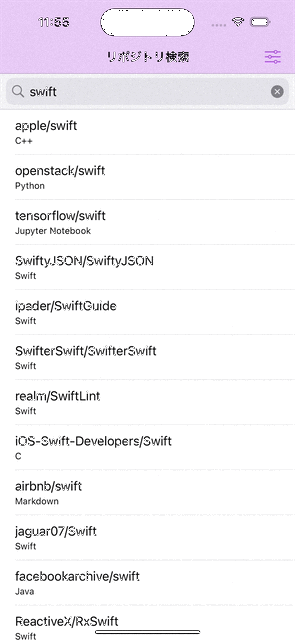 11:55
リポジトリ検索
swift
apple/swift
C++
openstack/swift
Python
tensorflow/swift
Jupyter Notebook
SwiftyJSON/SwiftyJSON
Swift
ipader/SwiftGuide
Swift
SwifterSwift/SwifterSwift
Swift
realm/SwiftLint
Swift
iOS-Swift-Developers/Swift
C
airbnb/swift
Markdown
jaguar07/Swift
Swift
facebookarchive/swift
Java
ReactiveX/RxSwift
Swift